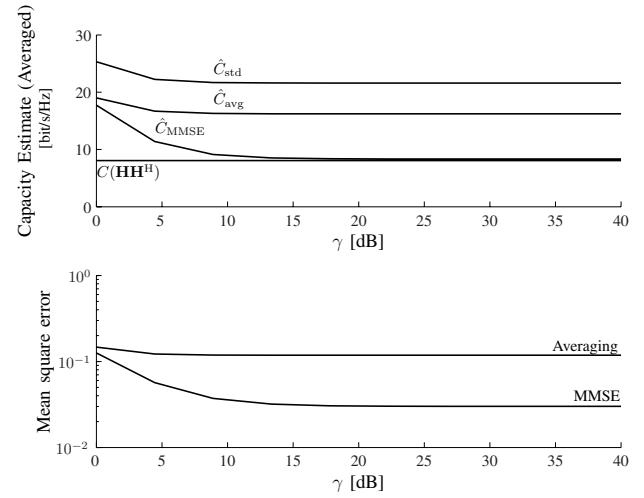 30
20
10
0
Capacity Estimate (Averaged)
[bit/s/Hz]
Ĉstd
Ĉavg
ĈMMSE
C(HHᴴ)
0 5 10 15 20 25 30 35 40
γ [dB]
10⁰
10⁻¹
10⁻²
Mean square error
Averaging
MMSE
0 5 10 15 20 25 30 35 40
γ [dB]